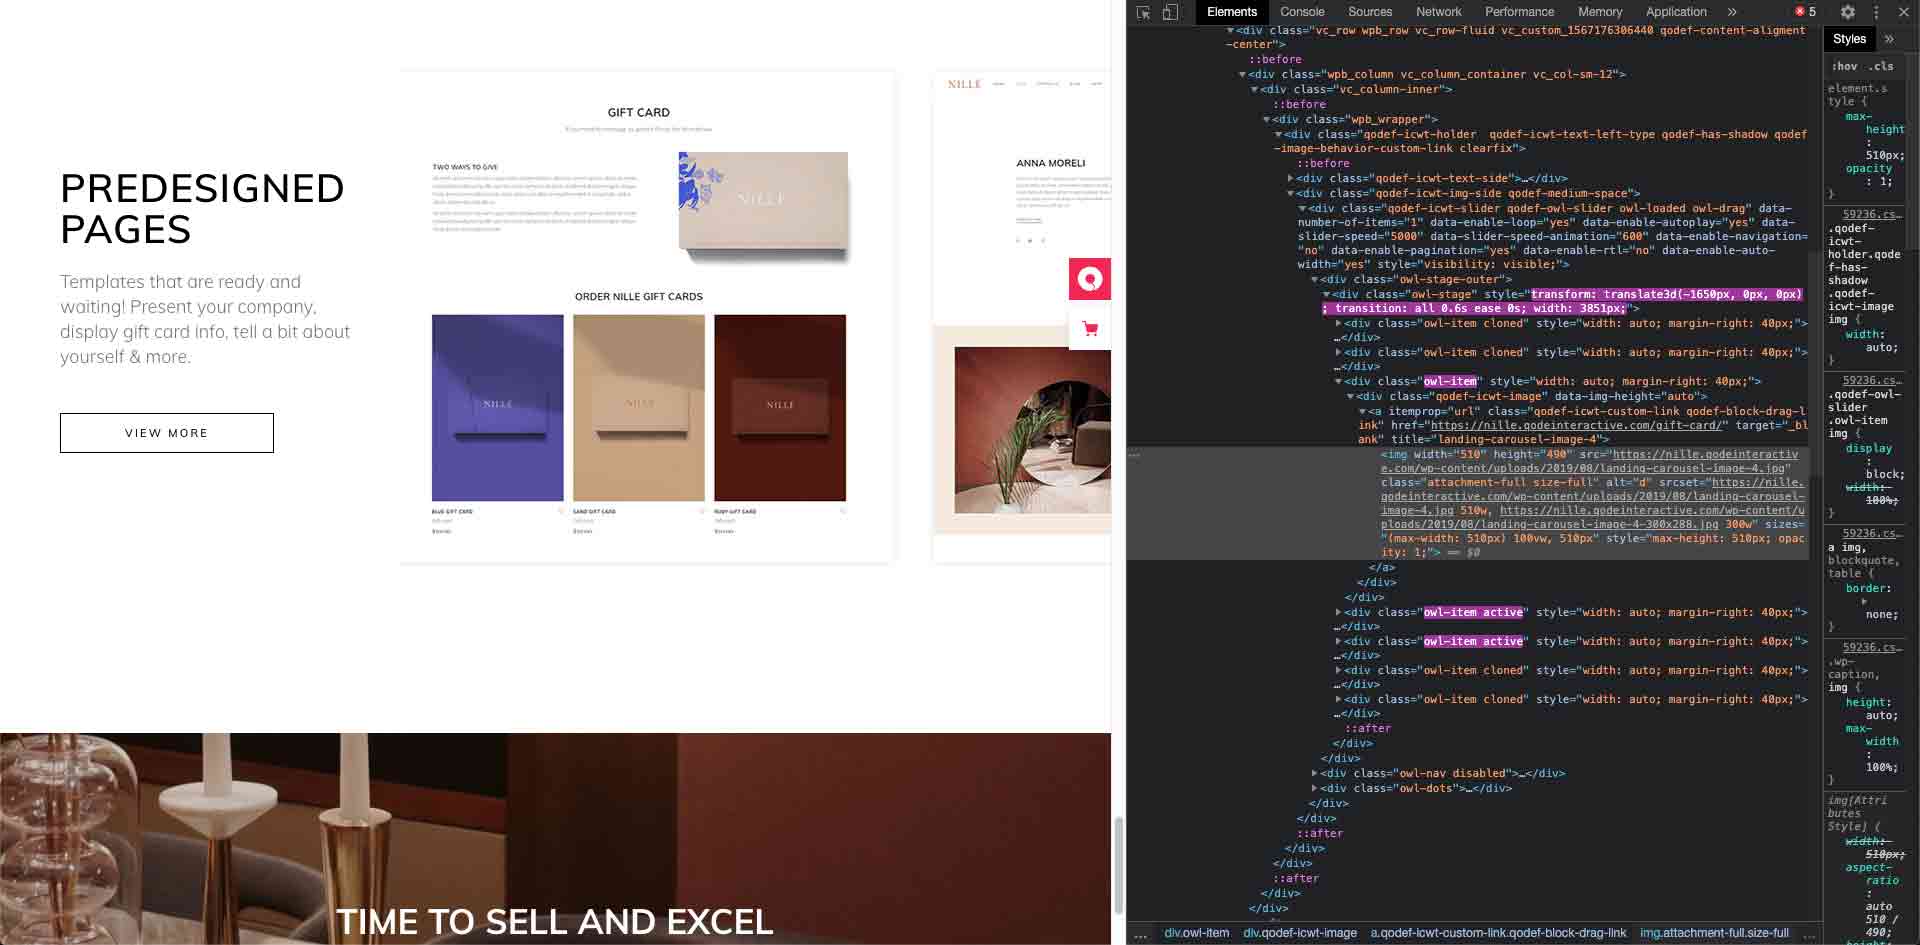 PREDESIGNED
PAGES
Templates that are ready and
waiting! Present your company,
display gift card info, tell a bit about
yourself & more.
VIEW MORE
GIFT CARD
TWO WAYS TO GIVE
NILLE
ORDER NILLE GIFT CARDS
NILLE
NILLE
NILLE
BLUE GIFT CARD
SAND GIFT CARD
RUBY GIFT CARD
NILLE
ANNA MORELI
TIME TO SELL AND EXCEL
Elements Console Sources Network Performance Memory Application » 5
<div class="vc_row wpb_row vc_row-fluid vc_custom_1567176306440 qodef-content-aligment
-center">
::before
<div class="wpb_column vc_column_container vc_col-sm-12">
<div class="vc_column-inner">
::before
<div class="wpb_wrapper">
<div class="qodef-icwt-holder  qodef-icwt-text-left-type qodef-has-shadow qodef
-image-behavior-custom-link clearfix">
::before
<div class="qodef-icwt-text-side">…</div>
<div class="qodef-icwt-img-side qodef-medium-space">
<div class="qodef-icwt-slider qodef-owl-slider owl-loaded owl-drag" data-
number-of-items="1" data-enable-loop="yes" data-enable-autoplay="yes" data-
slider-speed="5000" data-slider-speed-animation="600" data-enable-navigation=
"no" data-enable-pagination="yes" data-enable-rtl="no" data-enable-auto-
width="yes" style="visibility: visible;">
<div class="owl-stage-outer">
<div class="owl-stage" style="transform: translate3d(-1650px, 0px, 0px)
; transition: all 0.6s ease 0s; width: 3851px;">
<div class="owl-item cloned" style="width: auto; margin-right: 40px;">
…</div>
<div class="owl-item cloned" style="width: auto; margin-right: 40px;">
…</div>
<div class="owl-item" style="width: auto; margin-right: 40px;">
<div class="qodef-icwt-image" data-img-height="auto">
<a itemprop="url" class="qodef-icwt-custom-link qodef-block-drag-l
ink" href="https://nille.qodeinteractive.com/gift-card/" target="_bl
ank" title="landing-carousel-image-4">
<img width="510" height="490" src="https://nille.qodeinteractiv
e.com/wp-content/uploads/2019/08/landing-carousel-image-4.jpg"
class="attachment-full size-full" alt="d" srcset="https://nille.
qodeinteractive.com/wp-content/uploads/2019/08/landing-carousel-
image-4.jpg 510w, https://nille.qodeinteractive.com/wp-content/u
ploads/2019/08/landing-carousel-image-4-300x288.jpg 300w" sizes=
"(max-width: 510px) 100vw, 510px" style="max-height: 510px; opac
ity: 1;"> == $0
</a>
</div>
</div>
<div class="owl-item active" style="width: auto; margin-right: 40px;">
…</div>
<div class="owl-item active" style="width: auto; margin-right: 40px;">
…</div>
<div class="owl-item cloned" style="width: auto; margin-right: 40px;">
…</div>
<div class="owl-item cloned" style="width: auto; margin-right: 40px;">
…</div>
::after
</div>
</div>
<div class="owl-nav disabled">…</div>
<div class="owl-dots">…</div>
</div>
</div>
::after
</div>
</div>
::after
</div>
</div>
… div.owl-item div.qodef-icwt-image a.qodef-icwt-custom-link.qodef-block-drag-link img.attachment-full.size-full …
Styles »
:hov .cls
element.s
tyle {
max-
height
:
510px;
opacity
: 1;
}
59236.cs…
.qodef-
icwt-
holder.qode
f-has-
shadow
.qodef-
icwt-image
img {
width:
auto;
}
59236.cs…
.qodef-owl-
slider
.owl-item
img {
display
:
block;
width:
100%;
}
59236.cs…
a img,
blockquote,
table {
border:
none;
}
59236.cs…
.wp-
caption,
img {
height:
auto;
max-
width
:
100%;
}
img[Attri
butes
Style] {
width:
510px;
aspect-
ratio
:
auto
510 /
490;
height: